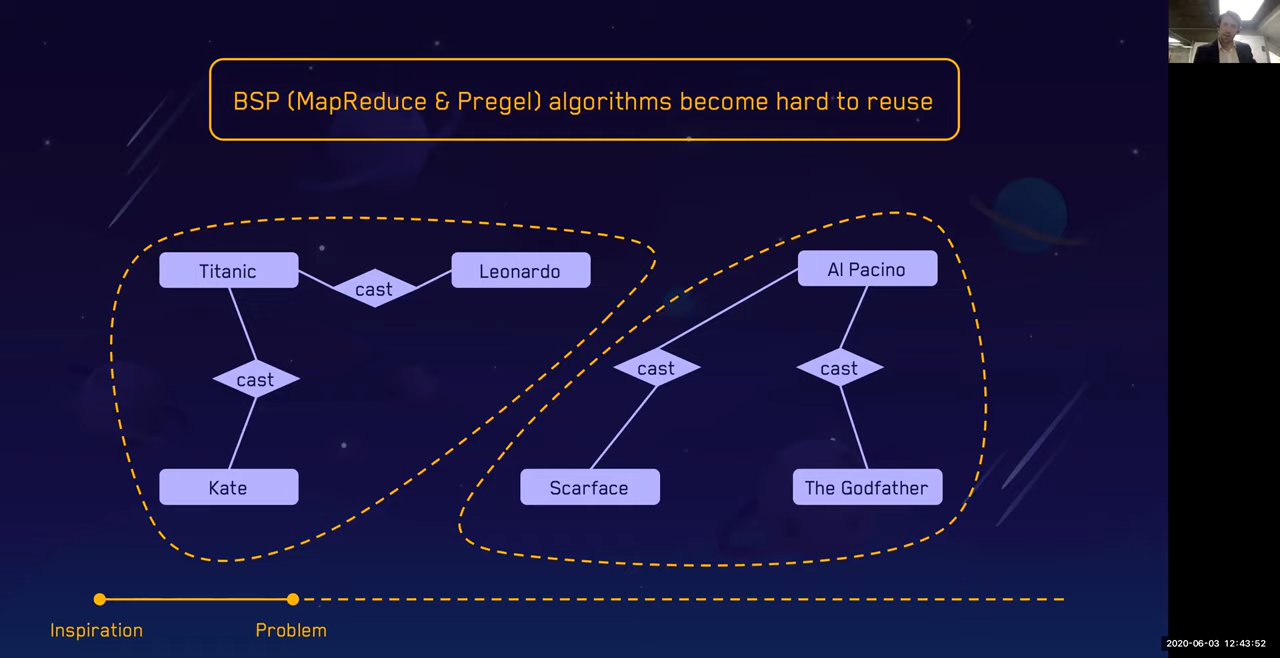 BSP (MapReduce & Pregel) algorithms become hard to reuse
Titanic
cast
Leonardo
Al Pacino
cast
cast
cast
Kate
Scarface
The Godfather
Inspiration
Problem
2020-06-03 12:43:52